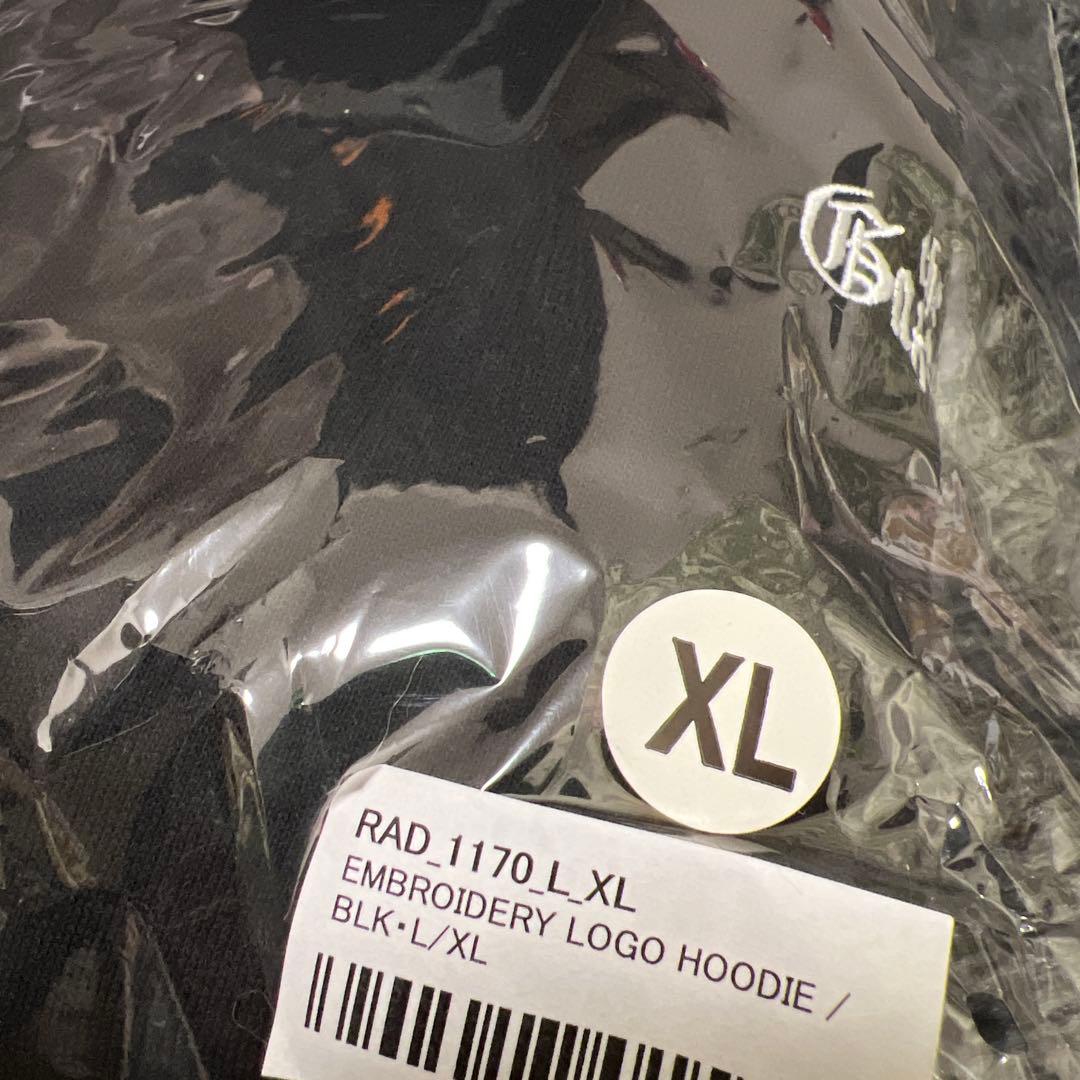 XL
RAD_1170_L_XL
EMBROIDERY LOGO HOODIE /
BLK・L/XL